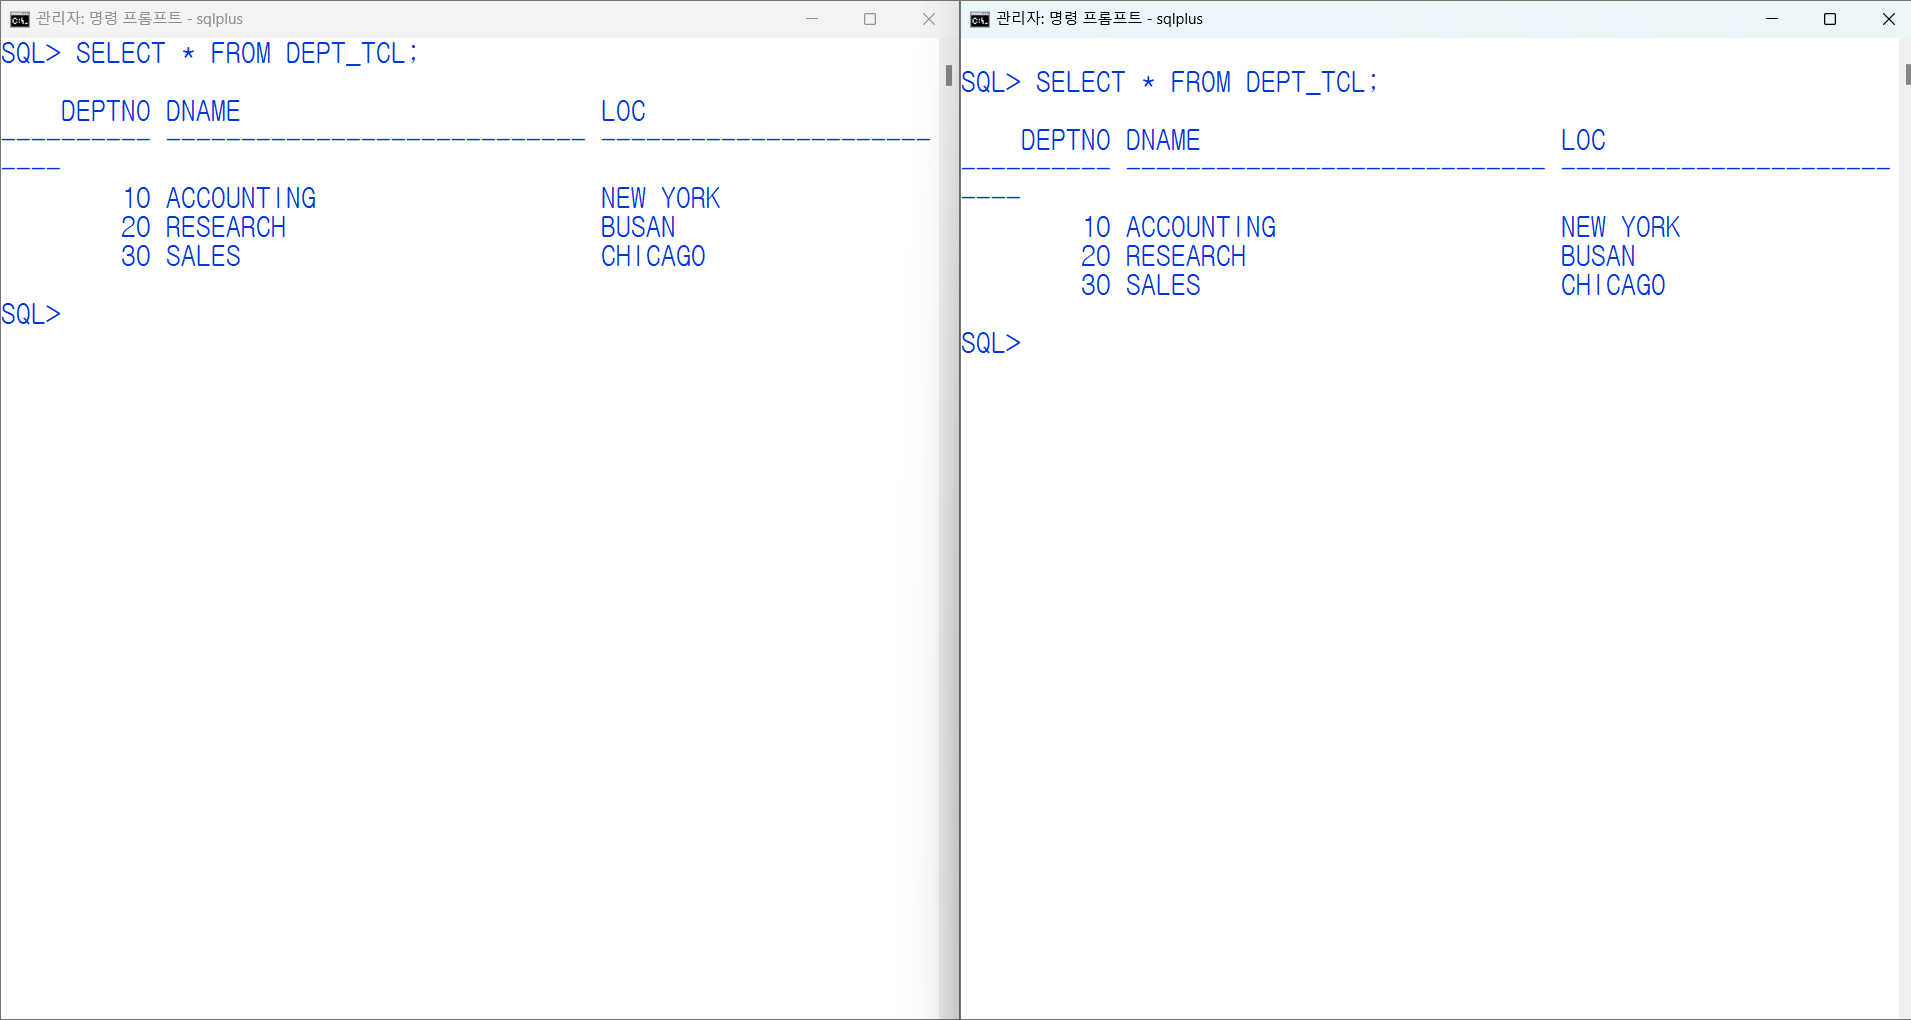 관리자: 명령 프롬프트 - sqlplus
SQL> SELECT * FROM DEPT_TCL;
    DEPTNO DNAME                        LOC
---------- ---------------------------- ----------------------
----
        10 ACCOUNTING                   NEW YORK
        20 RESEARCH                     BUSAN
        30 SALES                        CHICAGO
SQL>
관리자: 명령 프롬프트 - sqlplus
SQL> SELECT * FROM DEPT_TCL;
    DEPTNO DNAME                        LOC
---------- ---------------------------- ----------------------
----
        10 ACCOUNTING                   NEW YORK
        20 RESEARCH                     BUSAN
        30 SALES                        CHICAGO
SQL>